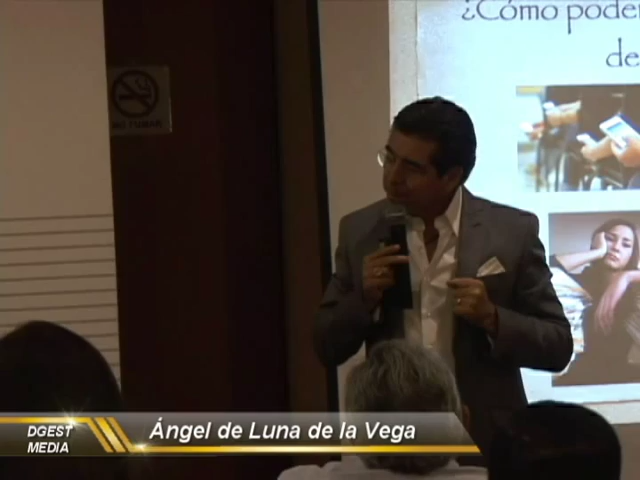 ¿Cómo poder
de
NO FUMAR
DGEST
MEDIA
Ángel de Luna de la Vega